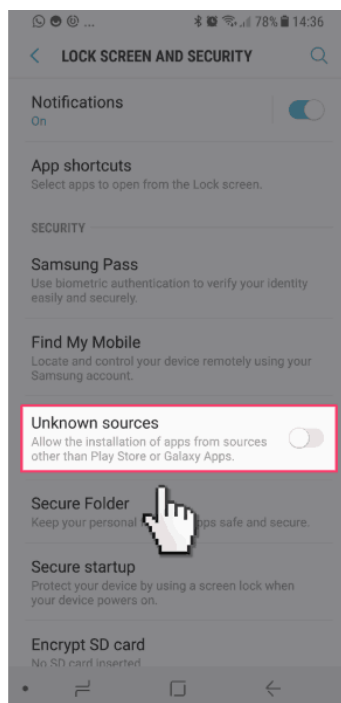 ... 78% 14:36
LOCK SCREEN AND SECURITY
Notifications
On
App shortcuts
Select apps to open from the Lock screen.
SECURITY
Samsung Pass
Use biometric authentication to verify your identity
easily and securely.
Find My Mobile
Locate and control your device remotely using your
Samsung account.
Unknown sources
Allow the installation of apps from sources
other than Play Store or Galaxy Apps.
Secure Folder
Keep your personal ps safe and secure.
Secure startup
Protect your device by using a screen lock when
your device powers on.
Encrypt SD card
No SD card inserted